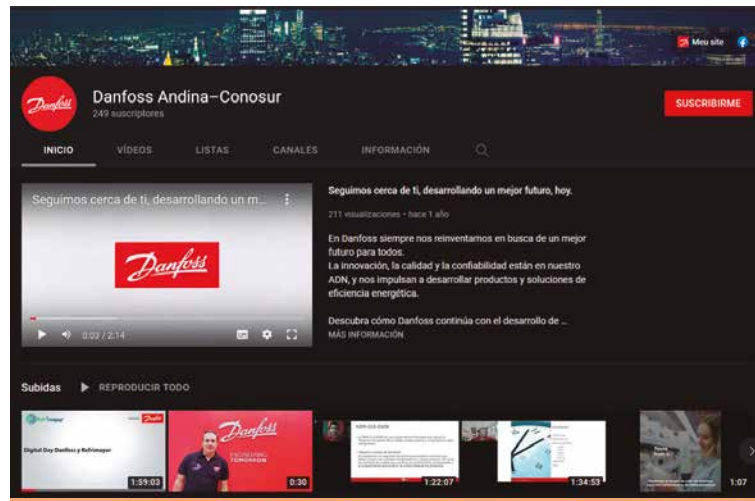 Meu site
Danfoss
Danfoss Andina–Conosur
249 suscriptores
SUSCRIBIRME
INICIO VÍDEOS LISTAS CANALES INFORMACIÓN
Seguimos cerca de ti, desarrollando un m...
Danfoss
0:03 / 2:14
Seguimos cerca de ti, desarrollando un mejor futuro, hoy.
211 visualizaciones • hace 1 año
En Danfoss siempre nos reinventamos en busca de un mejor
futuro para todos.
La innovación, la calidad y la confiabilidad están en nuestro
ADN, y nos impulsan a desarrollar productos y soluciones de
eficiencia energética.
Descubra cómo Danfoss continúa con el desarrollo de ...
MÁS INFORMACIÓN
Subidas REPRODUCIR TODO
Danfoss
Digital Day Danfoss y Refrimayor
1:59:03
Danfoss
ENGINEERING
TOMORROW
0:30
1:22:07
1:34:53
1:07